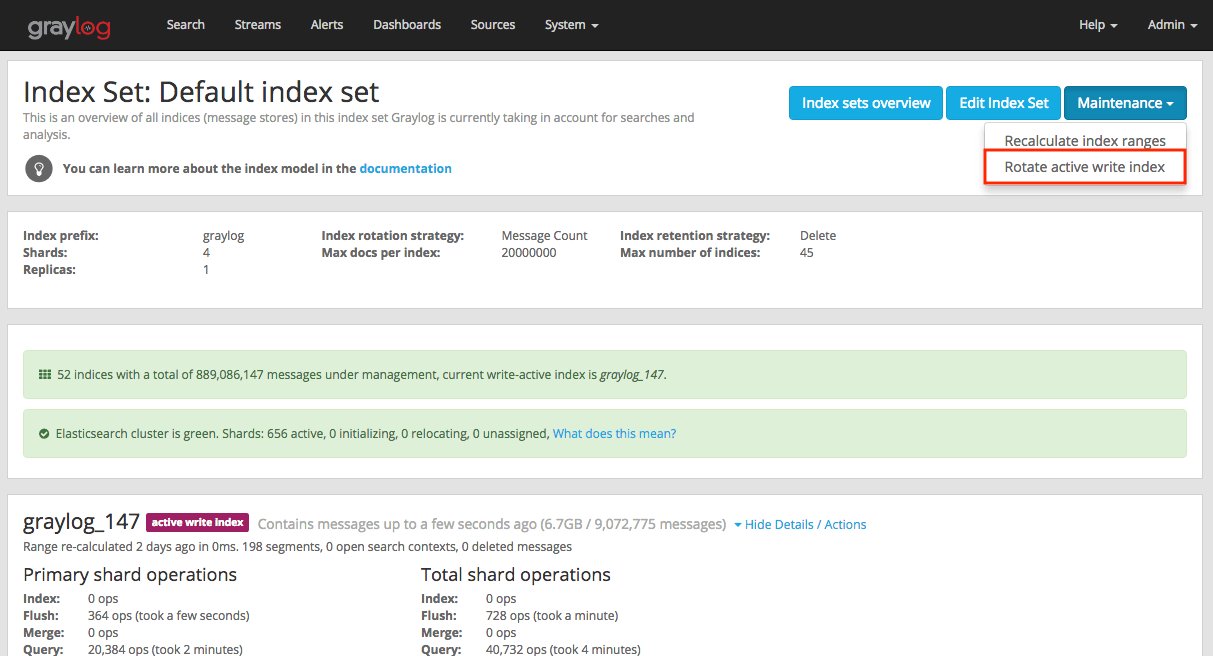 graylog Search Streams Alerts Dashboards Sources System Help Admin
Index Set: Default index set
Index sets overview Edit Index Set Maintenance
This is an overview of all indices (message stores) in this index set Graylog is currently taking in account for searches and
analysis.
Recalculate index ranges
Rotate active write index
You can learn more about the index model in the documentation
Index prefix: graylog Index rotation strategy: Message Count Index retention strategy: Delete
Shards: 4 Max docs per index: 20000000 Max number of indices: 45
Replicas: 1
52 indices with a total of 889,086,147 messages under management, current write-active index is graylog_147.
Elasticsearch cluster is green. Shards: 656 active, 0 initializing, 0 relocating, 0 unassigned, What does this mean?
graylog_147 active write index Contains messages up to a few seconds ago (6.7GB / 9,072,775 messages) Hide Details / Actions
Range re-calculated 2 days ago in 0ms. 198 segments, 0 open search contexts, 0 deleted messages
Primary shard operations Total shard operations
Index: 0 ops Index: 0 ops
Flush: 364 ops (took a few seconds) Flush: 728 ops (took a minute)
Merge: 0 ops Merge: 0 ops
Query: 20,384 ops (took 2 minutes) Query: 40,732 ops (took 4 minutes)